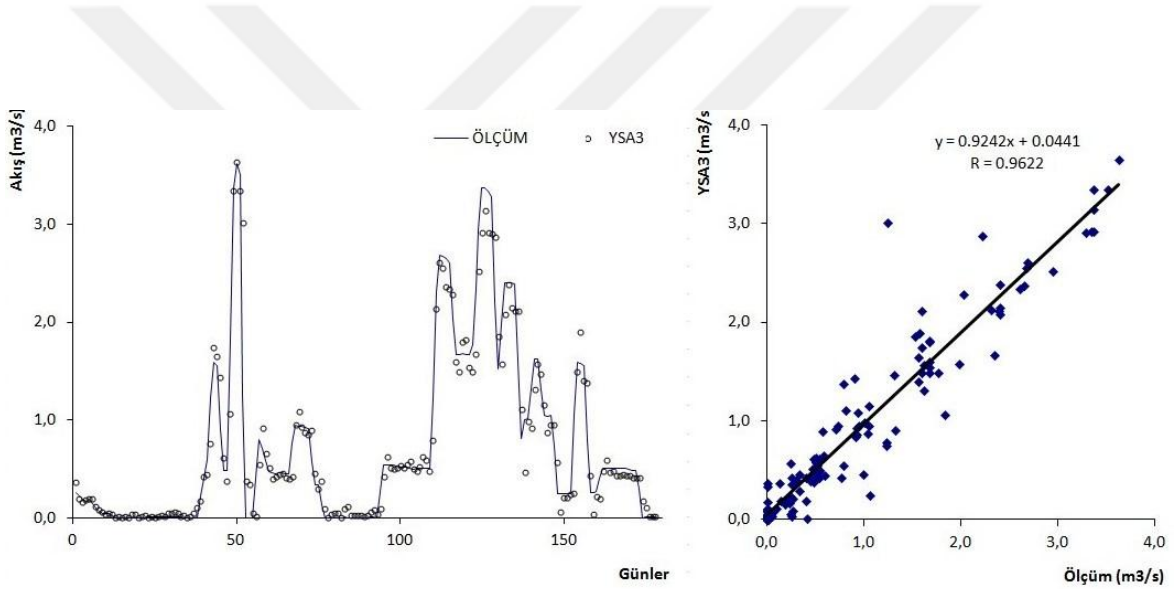 Akış (m3/s)
4,0
3,0
2,0
1,0
0,0
0
50
100
150
Günler
ÖLÇÜM
YSA3
YSA3 (m3/s
4,0
3,0
2,0
1,0
0,0
0,0
1,0
2,0
3,0
4,0
Ölçüm (m3/s)
y = 0.9242x + 0.0441
R = 0.9622